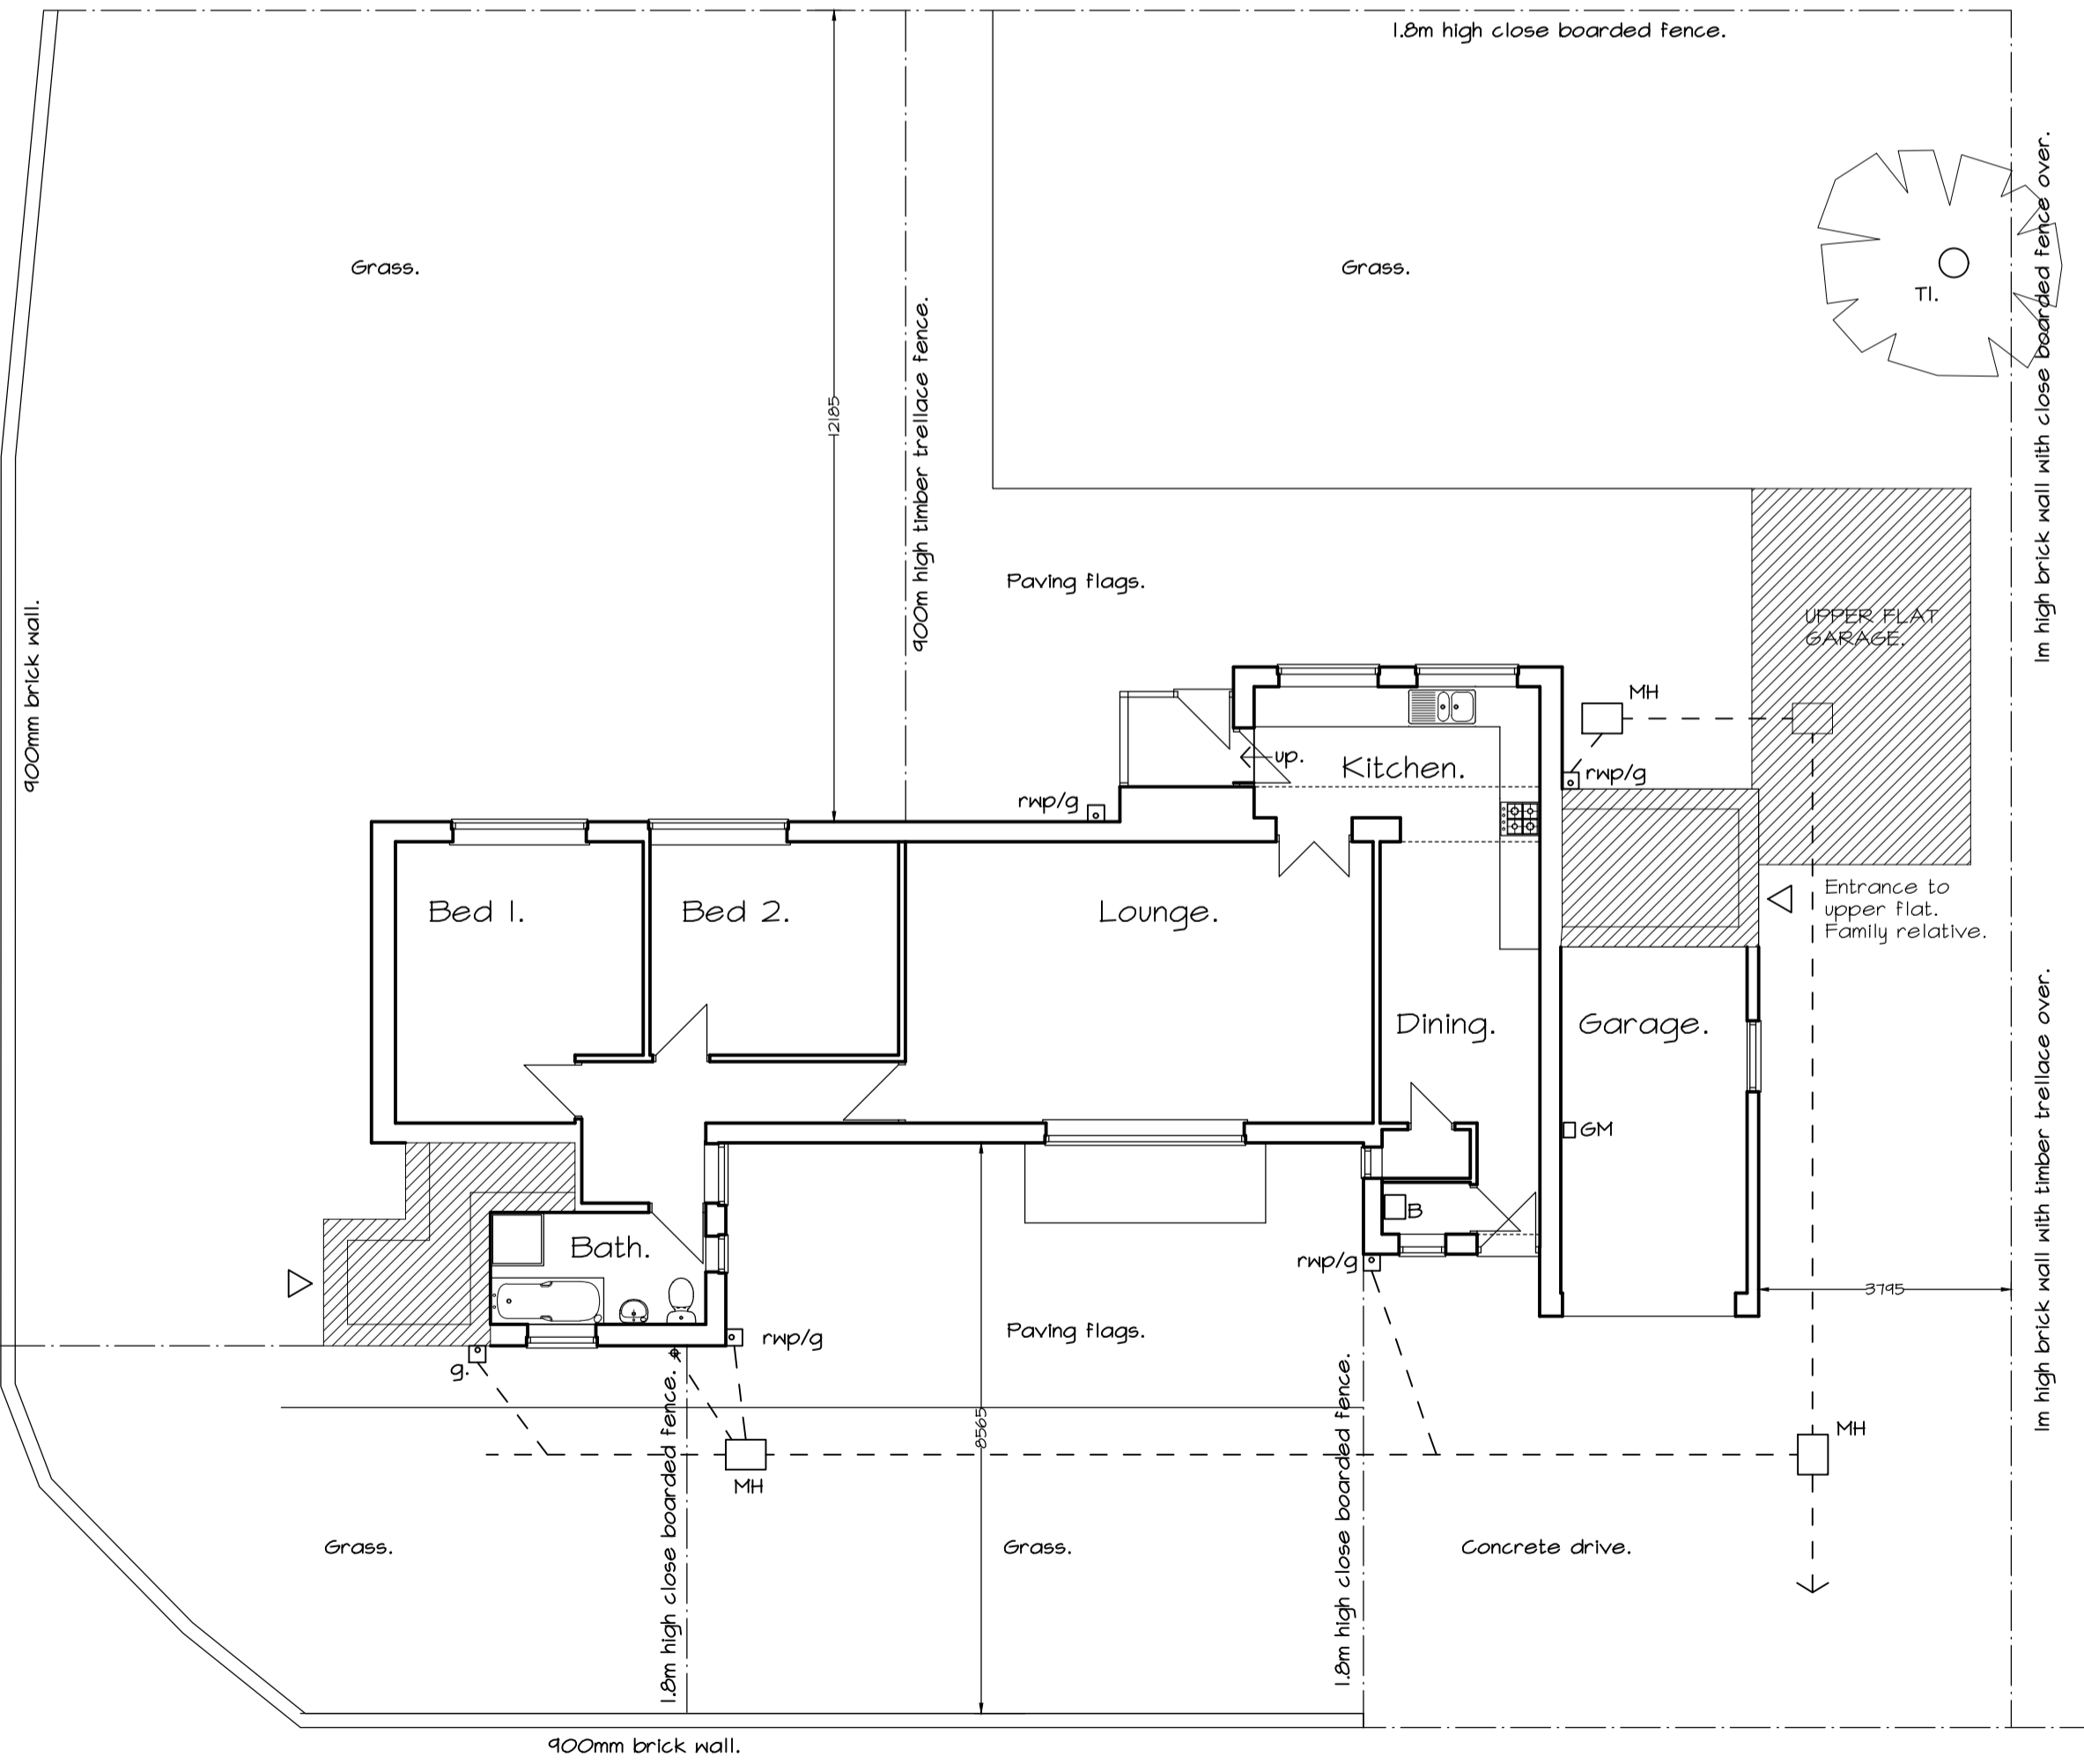 1.8m high close boarded fence.
1m high brick wall with close boarded fence over.
Grass.
Grass.
T1.
900m high timber trellace fence.
12185
Paving flags.
UPPER FLAT
GARAGE.
900mm brick wall.
MH
up.
Kitchen.
rwp/g
rwp/g
Entrance to
upper flat.
Family relative.
Bed 1.
Bed 2.
Lounge.
Dining.
Garage.
GM
1m high brick wall with timber trellace over.
B
Bath.
rwp/g
3795
rwp/g
Paving flags.
g.
1.8m high close boarded fence.
8565
1.8m high close boarded fence.
MH
MH
Grass.
Grass.
Concrete drive.
900mm brick wall.